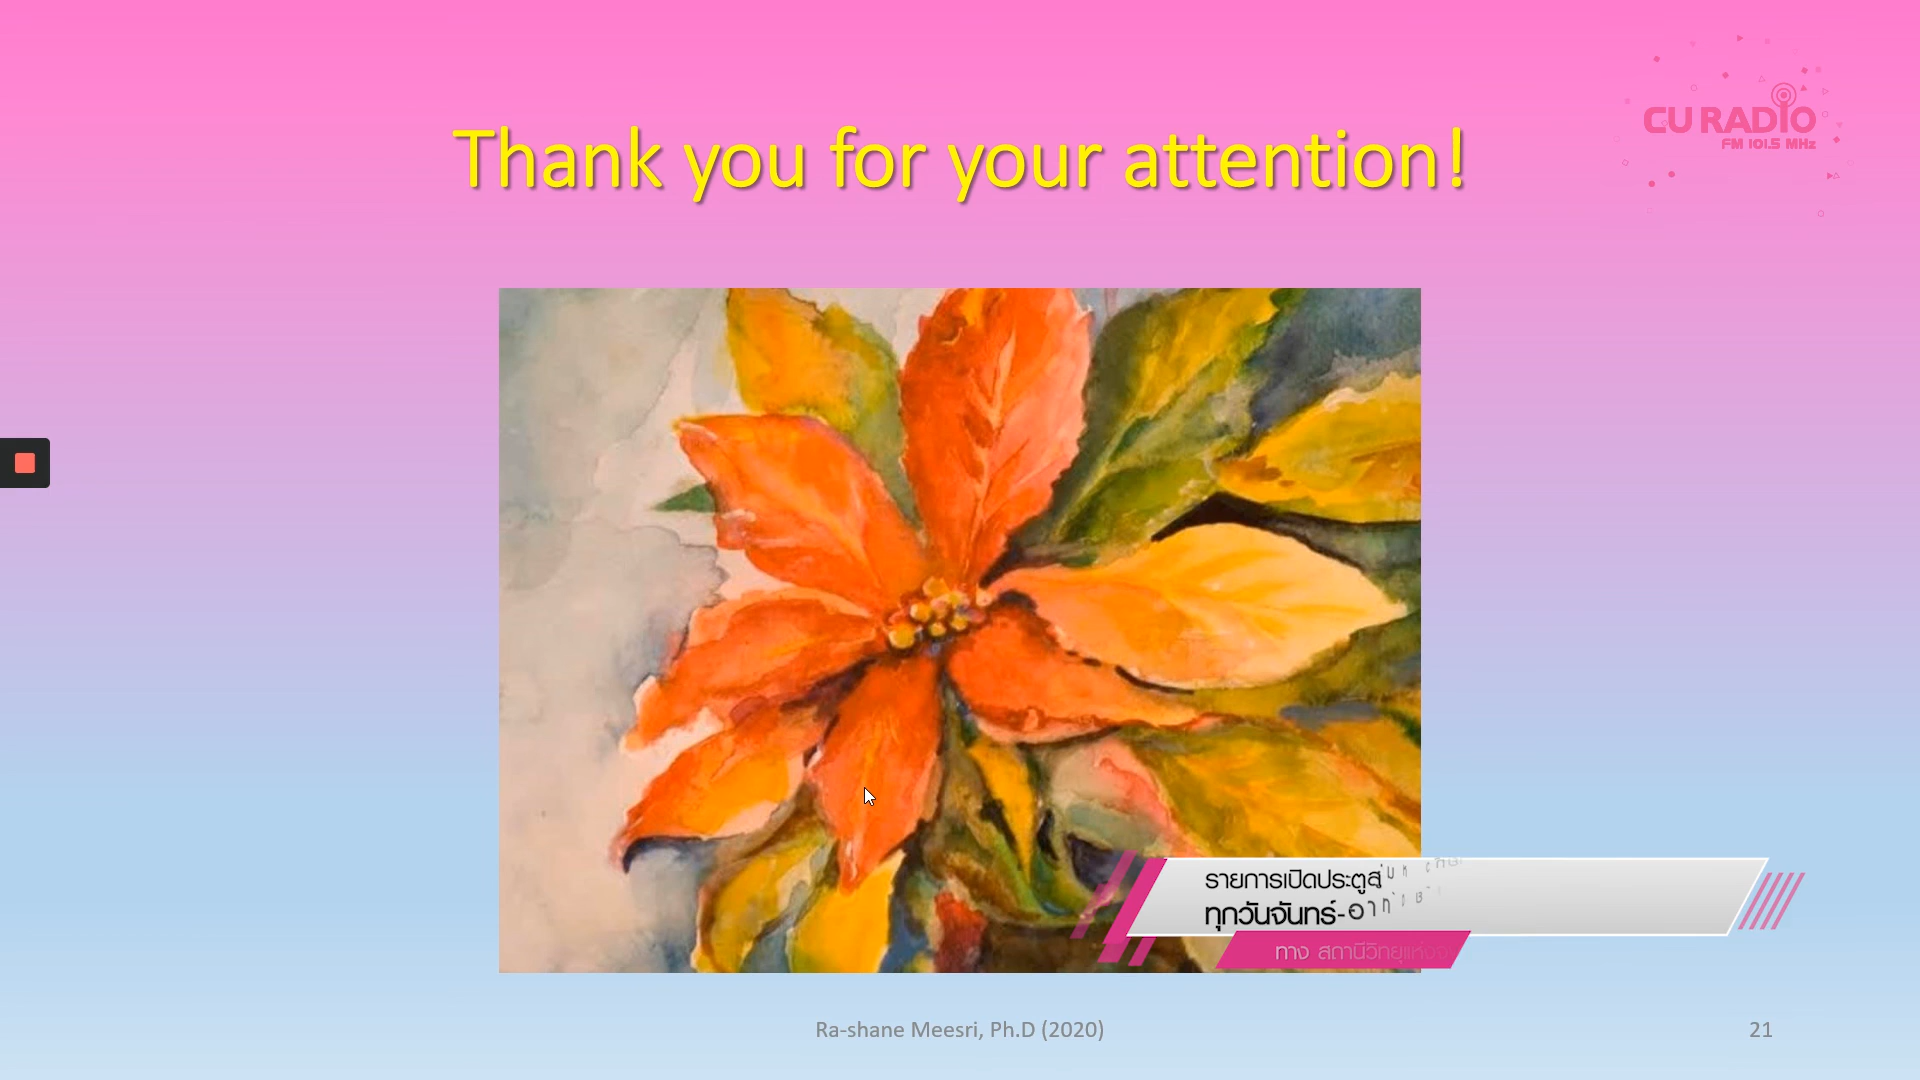 Thank you for your attention!
CU RADIO
FM 101.5 MHz
รายการเปิดประตูสู่
ทุกวันจันทร์-อาทิ
ทาง สถานีวิทยุแห่ง
Ra-shane Meesri, Ph.D (2020)
21